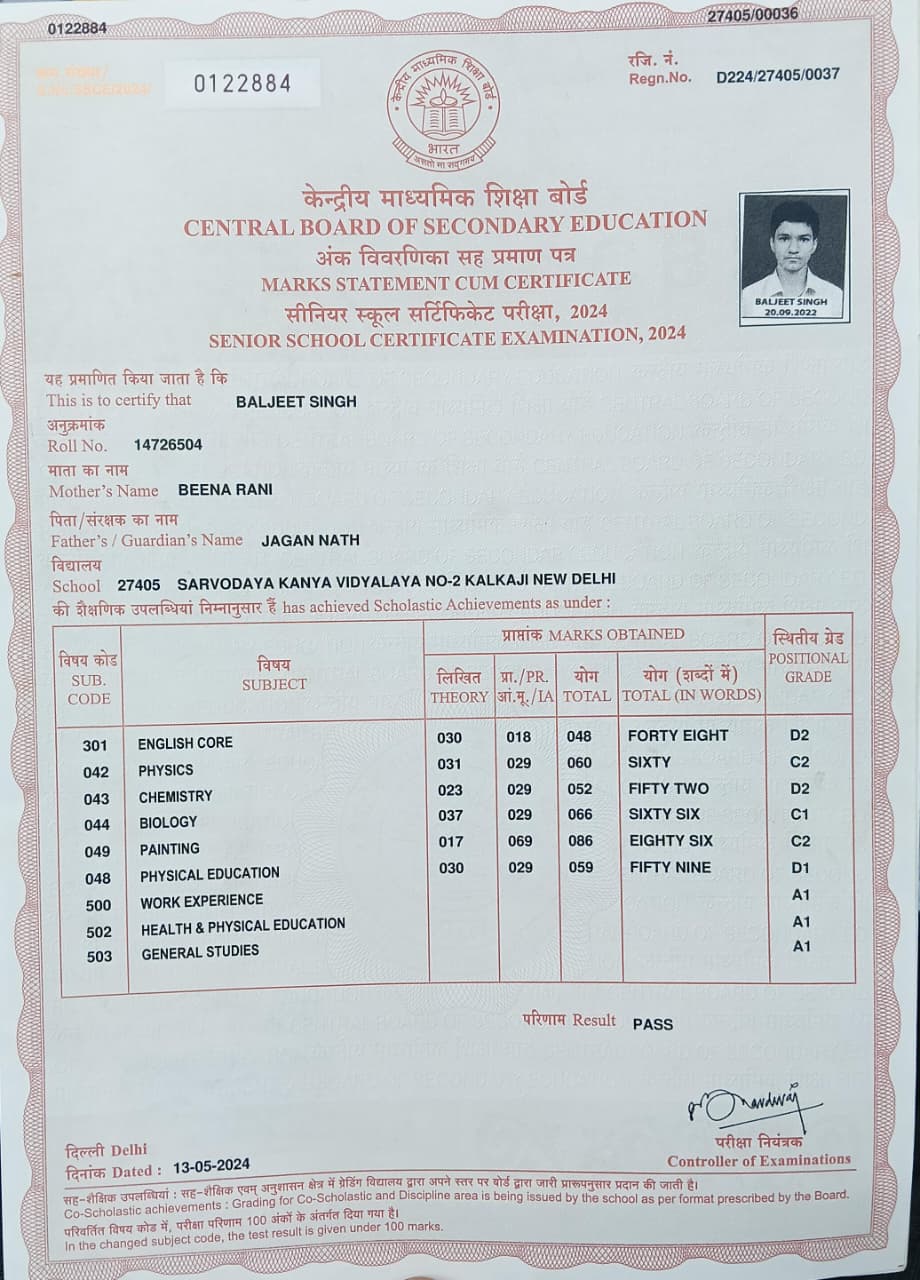 0122884
27405/00036
क्रम संख्या/
S.No.SSCE/2024/
0122884
रजि. नं.
Regn.No. D224/27405/0037
केन्द्रीय माध्यमिक शिक्षा बोर्ड
भारत
असतो मा सद्गमय
केन्द्रीय माध्यमिक शिक्षा बोर्ड
CENTRAL BOARD OF SECONDARY EDUCATION
अंक विवरणिका सह प्रमाण पत्र
MARKS STATEMENT CUM CERTIFICATE
सीनियर स्कूल सर्टिफिकेट परीक्षा, 2024
SENIOR SCHOOL CERTIFICATE EXAMINATION, 2024
BALJEET SINGH
20.09.2022
यह प्रमाणित किया जाता है कि
This is to certify that BALJEET SINGH
अनुक्रमांक
Roll No. 14726504
माता का नाम
Mother's Name BEENA RANI
पिता/संरक्षक का नाम
Father's / Guardian's Name JAGAN NATH
विद्यालय
School 27405 SARVODAYA KANYA VIDYALAYA NO-2 KALKAJI NEW DELHI
की शैक्षणिक उपलब्धियां निम्नानुसार हैं has achieved Scholastic Achievements as under :
विषय कोड
SUB.
CODE
विषय
SUBJECT
प्राप्तांक MARKS OBTAINED
लिखित
THEORY
प्रा./PR.
आं.मू./IA
योग
TOTAL
योग (शब्दों में)
TOTAL (IN WORDS)
स्थितीय ग्रेड
POSITIONAL
GRADE
301 ENGLISH CORE 030 018 048 FORTY EIGHT D2
042 PHYSICS 031 029 060 SIXTY C2
043 CHEMISTRY 023 029 052 FIFTY TWO D2
044 BIOLOGY 037 029 066 SIXTY SIX C1
049 PAINTING 017 069 086 EIGHTY SIX C2
048 PHYSICAL EDUCATION 030 029 059 FIFTY NINE D1
500 WORK EXPERIENCE A1
502 HEALTH & PHYSICAL EDUCATION A1
503 GENERAL STUDIES A1
परिणाम Result PASS
परीक्षा नियंत्रक
Controller of Examinations
दिल्ली Delhi
दिनांक Dated : 13-05-2024
सह-शैक्षिक उपलब्धियां : सह-शैक्षिक एवम् अनुशासन क्षेत्र में ग्रेडिंग विद्यालय द्वारा अपने स्तर पर बोर्ड द्वारा जारी प्रारूपनुसार प्रदान की जाती है।
Co-Scholastic achievements : Grading for Co-Scholastic and Discipline area is being issued by the school as per format prescribed by the Board.
परिवर्तित विषय कोड में, परीक्षा परिणाम 100 अंकों के अंतर्गत दिया गया है।
In the changed subject code, the test result is given under 100 marks.